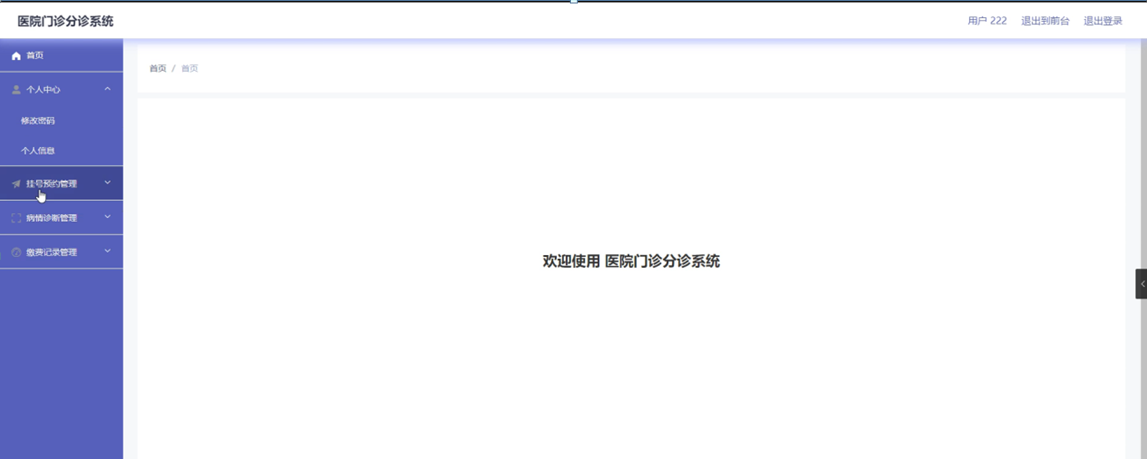 医院门诊分诊系统
用户 222 退出到前台 退出登录
首页
个人中心
修改密码
个人信息
挂号预约管理
病情诊断管理
缴费记录管理
首页 / 首页
欢迎使用 医院门诊分诊系统